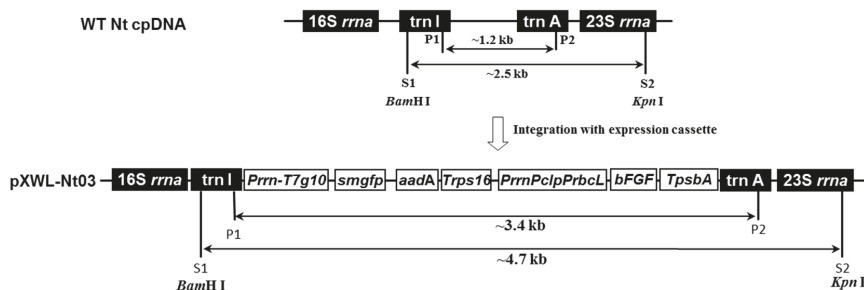 WT Nt cpDNA
16S rrna trn I trn A 23S rrna
P1 ~1.2 kb P2
~2.5 kb
S1 S2
BamH I Kpn I
Integration with expression cassette
pXWL-Nt03 16S rrna trn I Prrn-T7g10 smgfp aadA Trps16 PrrnPclpPrbcL bFGF TpsbA trn A 23S rrna
P1 ~3.4 kb P2
~4.7 kb
S1 S2
BamH I Kpn I